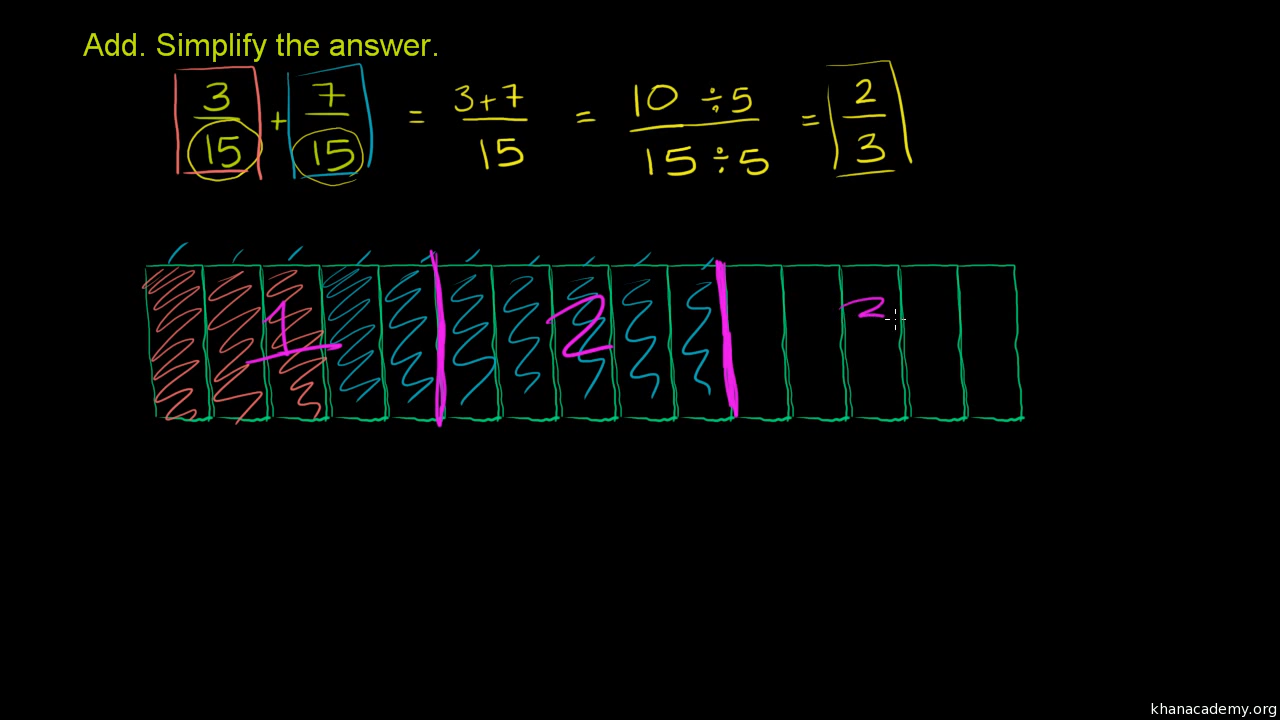 Add. Simplify the answer.
3/15 + 7/15 = 3+7/15 = 10 ÷5/15 ÷5 = 2/3
1 2
khanacademy.org